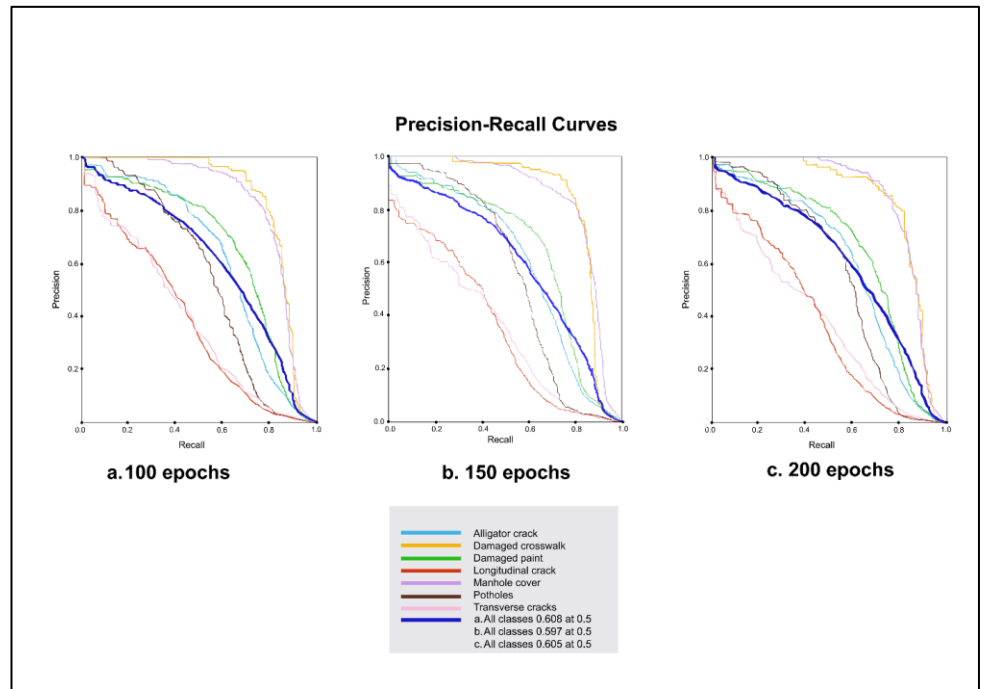 Precision-Recall Curves
1.0
0.8
0.6
0.4
0.2
0.0
0.2
0.4
0.6
0.8
1.0
Precision
Recall
a.100 epochs
1.0
0.8
0.6
0.4
0.2
0.0
0.0
0.2
0.4
0.6
0.8
1.0
Precision
Recall
b. 150 epochs
1.0
0.8
0.6
0.4
0.2
0.0
0.2
0.4
0.6
0.8
1.0
Precision
Recall
c. 200 epochs
Alligator crack
Damaged crosswalk
Damaged paint
Longitudinal crack
Manhole cover
Potholes
Transverse cracks
a.All classes 0.608 at 0.5
b.All classes 0.597 at 0.5
c.All classes 0.605 at 0.5